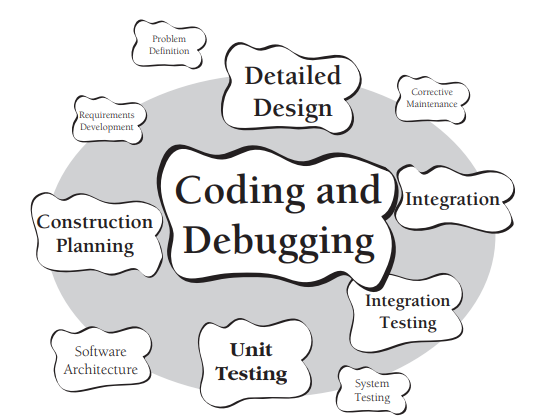 Problem
Definition
Detailed
Design
Corrective
Maintenance
Requirements
Development
Coding and
Debugging
Integration
Construction
Planning
Integration
Testing
Software
Architecture
Unit
Testing
System
Testing